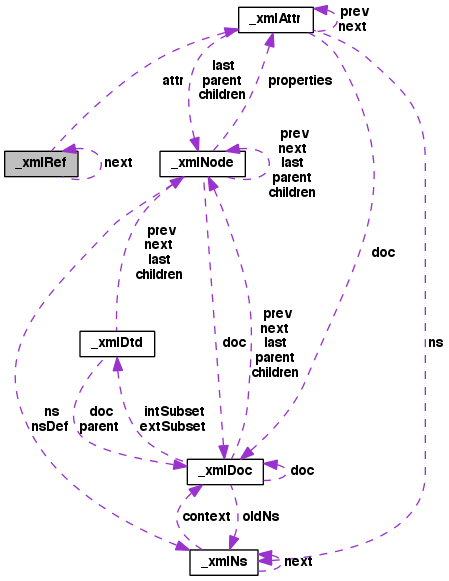 _xmlAttr
prev
next
last
parent
children
attr
properties
_xmlRef
next
_xmlNode
prev
next
last
parent
children
prev
next
last
children
doc
_xmlDtd
doc
prev
next
last
parent
children
ns
ns
nsDef
doc
parent
intSubset
extSubset
_xmlDoc
doc
context
oldNs
_xmlNs
next